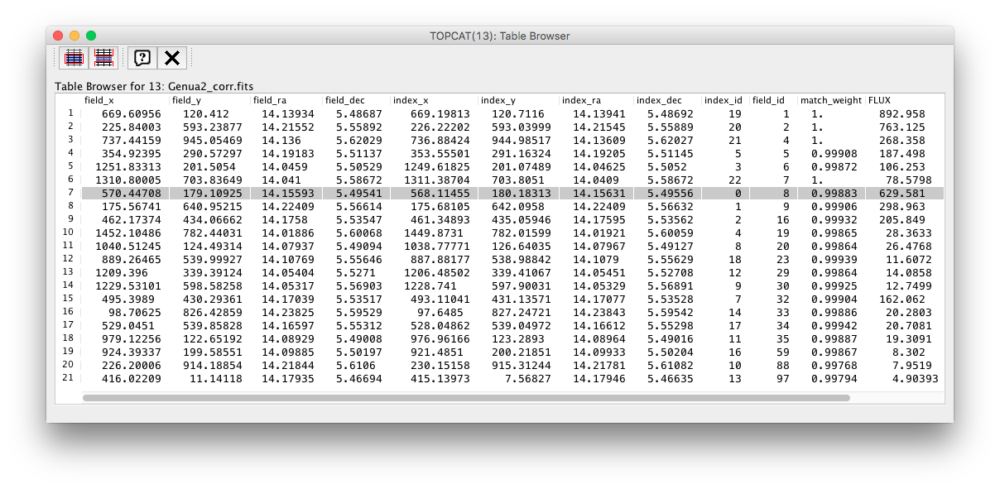 TOPCAT(13): Table Browser
Table Browser for 13: Genua2_corr.fits
field_x field_y field_ra field_dec index_x index_y index_ra index_dec index_id field_id match_weight FLUX
1 669.60956 120.412 14.13934 5.48687 669.19813 120.7116 14.13941 5.48692 19 1 1. 892.958
2 225.84003 593.23877 14.21552 5.55892 226.22202 593.03999 14.21545 5.55889 20 2 1. 763.125
3 737.44159 945.05469 14.136 5.62029 736.88424 944.98517 14.13609 5.62027 21 4 1. 268.358
4 354.92395 290.57297 14.19183 5.51137 353.55501 291.16324 14.19205 5.51145 5 5 0.99908 187.498
5 1251.83313 201.5054 14.0459 5.50529 1249.61825 201.07489 14.04625 5.5052 3 6 0.99872 106.253
6 1310.80005 703.83649 14.041 5.58672 1311.38704 703.8051 14.0409 5.58672 22 7 1. 78.5798
7 570.44708 179.10925 14.15593 5.49541 568.11455 180.18313 14.15631 5.49556 0 8 0.99883 629.581
8 175.56741 640.95215 14.22409 5.56614 175.68105 642.0958 14.22409 5.56632 1 9 0.99906 298.963
9 462.17374 434.06662 14.1758 5.53547 461.34893 435.05946 14.17595 5.53562 2 16 0.99932 205.849
10 1452.10486 782.44031 14.01886 5.60068 1449.8731 782.01599 14.01921 5.60059 4 19 0.99865 28.3633
11 1040.51245 124.49314 14.07937 5.49094 1038.77771 126.64035 14.07967 5.49127 8 20 0.99864 26.4768
12 889.26465 539.99927 14.10769 5.55646 887.88177 538.98842 14.1079 5.55629 18 23 0.99939 11.6072
13 1209.396 339.39124 14.05404 5.5271 1206.48502 339.41067 14.05451 5.52708 12 29 0.99864 14.0858
14 1229.53101 598.58258 14.05317 5.56903 1228.741 597.90031 14.05329 5.56891 9 30 0.99925 12.7499
15 495.3989 430.29361 14.17039 5.53517 493.11041 431.13571 14.17077 5.53528 7 32 0.99904 162.062
16 98.70625 826.42859 14.23825 5.59529 97.6485 827.24721 14.23843 5.59542 14 33 0.99886 20.2803
17 529.0451 539.85828 14.16597 5.55312 528.04862 539.04972 14.16612 5.55298 17 34 0.99942 20.7081
18 979.12256 122.65192 14.08929 5.49008 976.96166 123.2893 14.08964 5.49016 11 35 0.99887 19.3091
19 924.39337 199.58551 14.09885 5.50197 921.4851 200.21851 14.09933 5.50204 16 59 0.99867 8.302
20 226.20006 914.18854 14.21844 5.6106 230.15158 915.31244 14.21781 5.61082 10 88 0.99768 7.9519
21 416.02209 11.14118 14.17935 5.46694 415.13973 7.56827 14.17946 5.46635 13 97 0.99794 4.90393